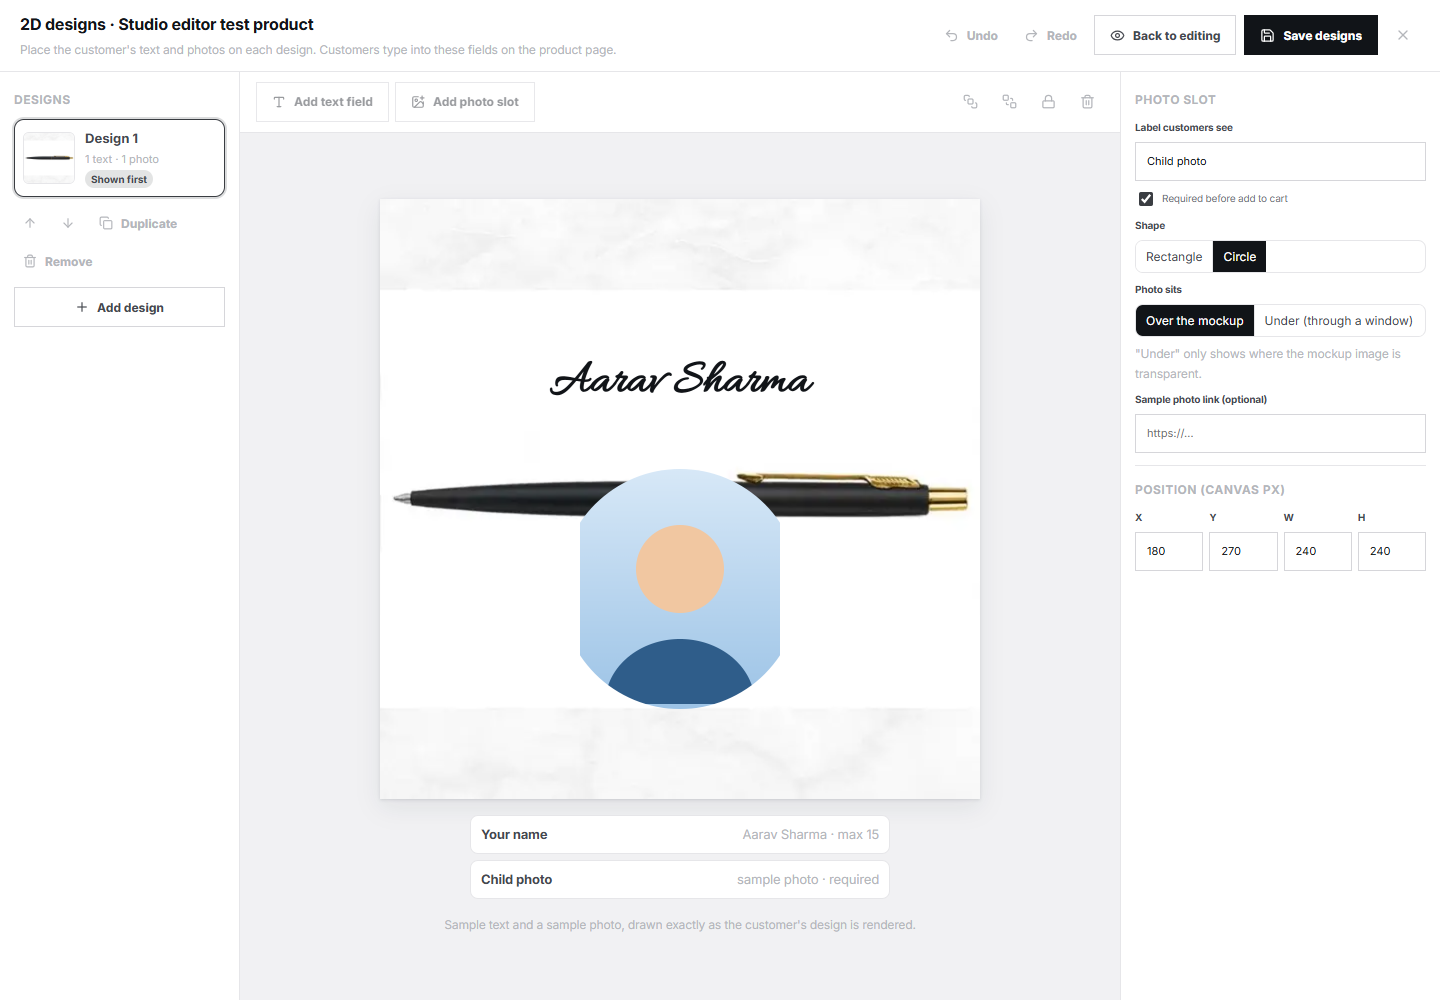 2D designs · Studio editor test product
Place the customer's text and photos on each design. Customers type into these fields on the product page.
Undo
Redo
Back to editing
Save designs
DESIGNS
Design 1
1 text · 1 photo
Shown first
Duplicate
Remove
Add design
Add text field
Add photo slot
Aarav Sharma
Your name
Aarav Sharma · max 15
Child photo
sample photo · required
Sample text and a sample photo, drawn exactly as the customer's design is rendered.
PHOTO SLOT
Label customers see
Child photo
Required before add to cart
Shape
Rectangle
Circle
Photo sits
Over the mockup
Under (through a window)
"Under" only shows where the mockup image is
transparent.
Sample photo link (optional)
https://...
POSITION (CANVAS PX)
X Y W H
180 270 240 240